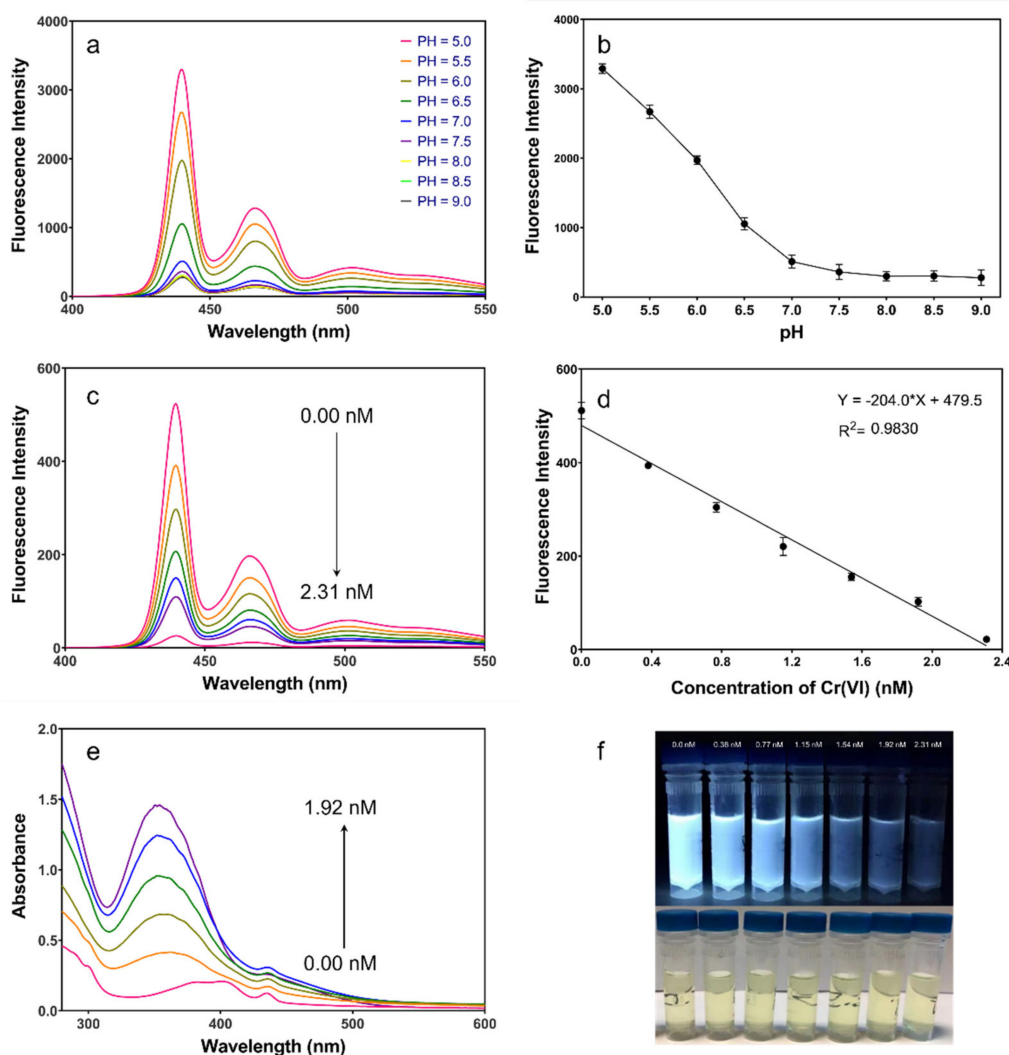 a
PH = 5.0
PH = 5.5
PH = 6.0
PH = 6.5
PH = 7.0
PH = 7.5
PH = 8.0
PH = 8.5
PH = 9.0
4000
3000
2000
1000
0
400
450
500
550
Fluorescence Intensity
Wavelength (nm)
b
4000
3000
2000
1000
0
5.0
5.5
6.0
6.5
7.0
7.5
8.0
8.5
9.0
Fluorescence Intensity
pH
c
0.00 nM
2.31 nM
600
400
200
0
400
450
500
550
Fluorescence Intensity
Wavelength (nm)
d
Y = -204.0*X + 479.5
R²= 0.9830
600
400
200
0
0.0
0.4
0.8
1.2
1.6
2.0
2.4
Fluorescence Intensity
Concentration of Cr(VI) (nM)
e
1.92 nM
0.00 nM
2.0
1.5
1.0
0.5
0.0
300
400
500
600
Absorbance
Wavelength (nm)
f
0.0 nM 0.38 nM 0.77 nM 1.15 nM 1.54 nM 1.92 nM 2.31 nM